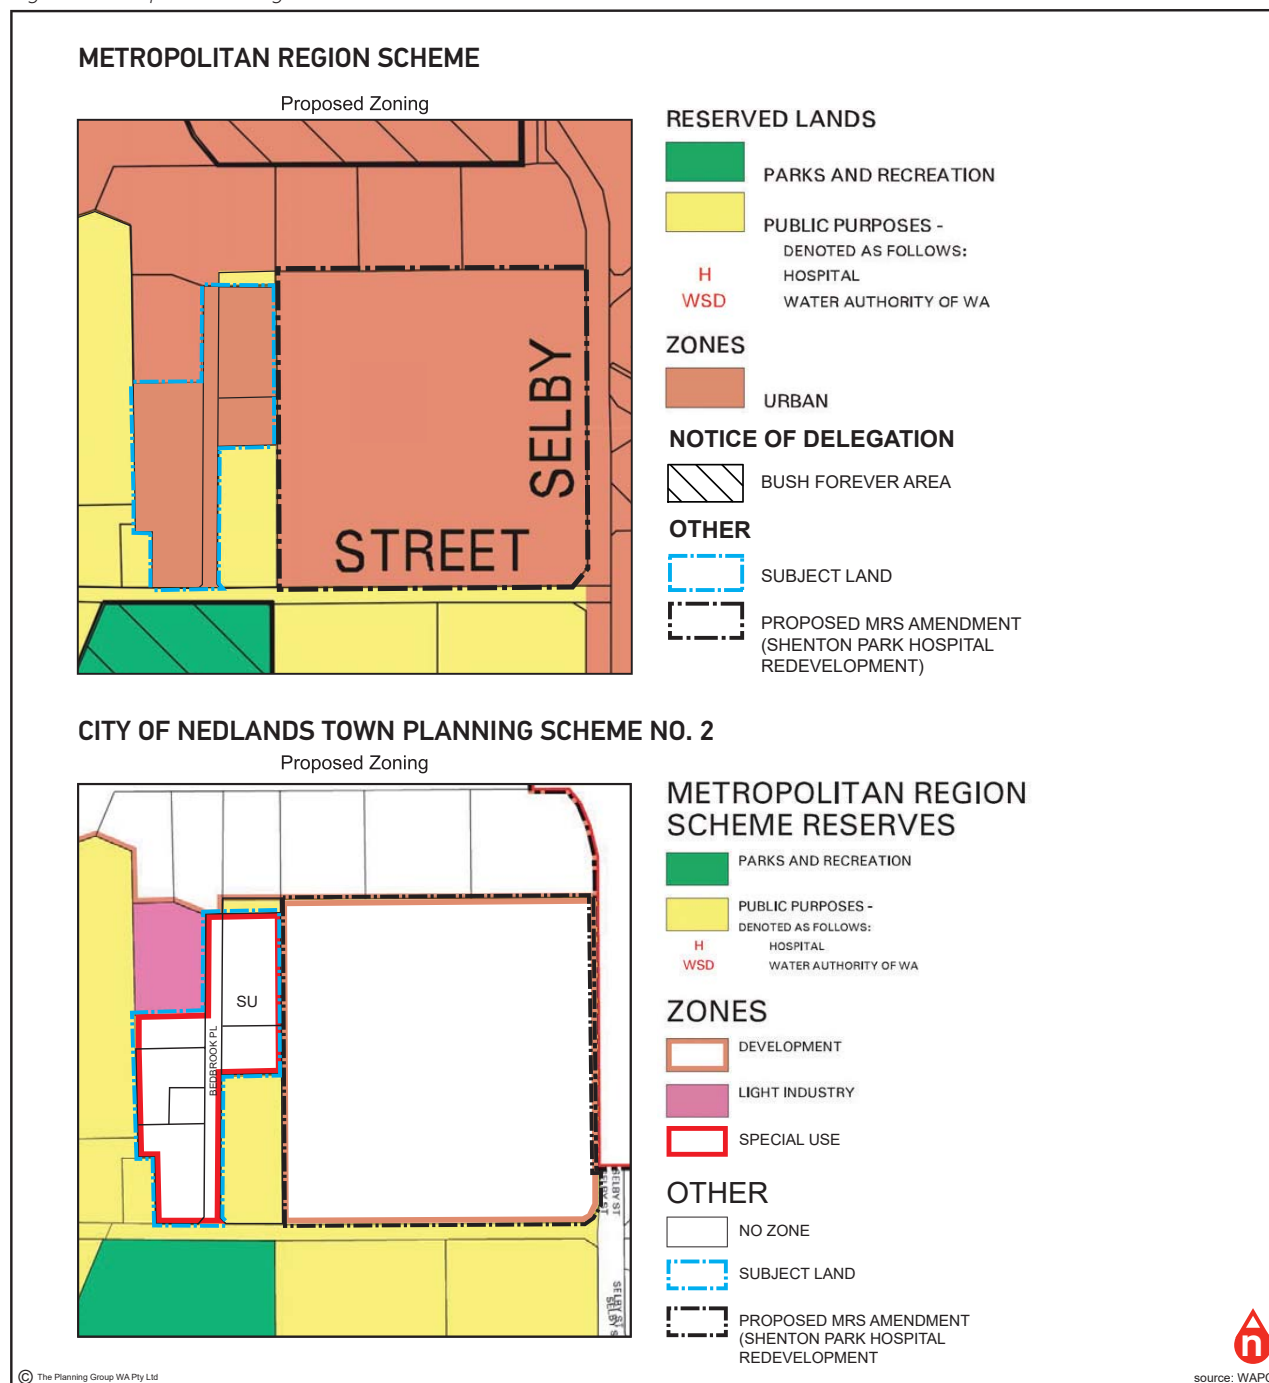 METROPOLITAN REGION SCHEME
Proposed Zoning
SELBY
STREET
RESERVED LANDS
PARKS AND RECREATION
PUBLIC PURPOSES -
DENOTED AS FOLLOWS:
H HOSPITAL
WSD WATER AUTHORITY OF WA
ZONES
URBAN
NOTICE OF DELEGATION
BUSH FOREVER AREA
OTHER
SUBJECT LAND
PROPOSED MRS AMENDMENT
(SHENTON PARK HOSPITAL
REDEVELOPMENT)
CITY OF NEDLANDS TOWN PLANNING SCHEME NO. 2
Proposed Zoning
SU
BEDBROOK PL
SELBY ST
SELBY ST
SELBY ST
SELBY S
METROPOLITAN REGION
SCHEME RESERVES
PARKS AND RECREATION
PUBLIC PURPOSES -
DENOTED AS FOLLOWS:
H HOSPITAL
WSD WATER AUTHORITY OF WA
ZONES
DEVELOPMENT
LIGHT INDUSTRY
SPECIAL USE
OTHER
NO ZONE
SUBJECT LAND
PROPOSED MRS AMENDMENT
(SHENTON PARK HOSPITAL
REDEVELOPMENT
n
© The Planning Group WA Pty Ltd
source: WAPC